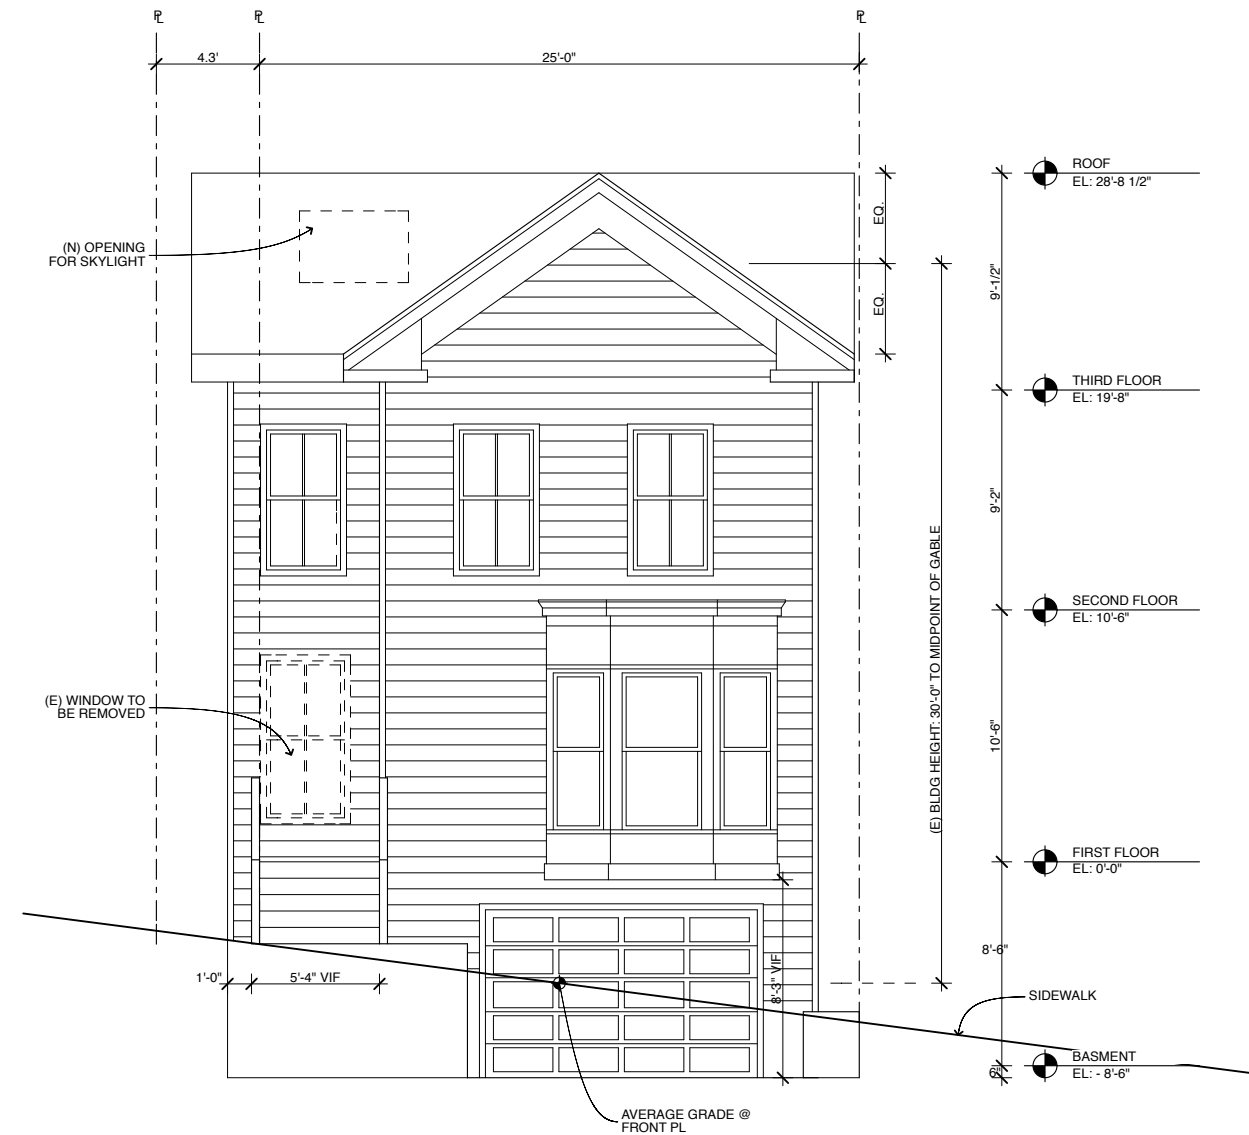 PL PL PL
4.3' 25'-0"
ROOF
EL: 28'-8 1/2"
EQ.
(N) OPENING
FOR SKYLIGHT
9'-1/2"
EQ.
THIRD FLOOR
EL: 19'-8"
9'-2"
(E) BLDG HEIGHT: 30'-0" TO MIDPOINT OF GABLE
SECOND FLOOR
EL: 10'-6"
(E) WINDOW TO
BE REMOVED
10'-6"
FIRST FLOOR
EL: 0'-0"
8'-6"
1'-0" 5'-4" VIF
8'-3" VIF
SIDEWALK
BASMENT
EL: - 8'-6"
6"
AVERAGE GRADE @
FRONT PL